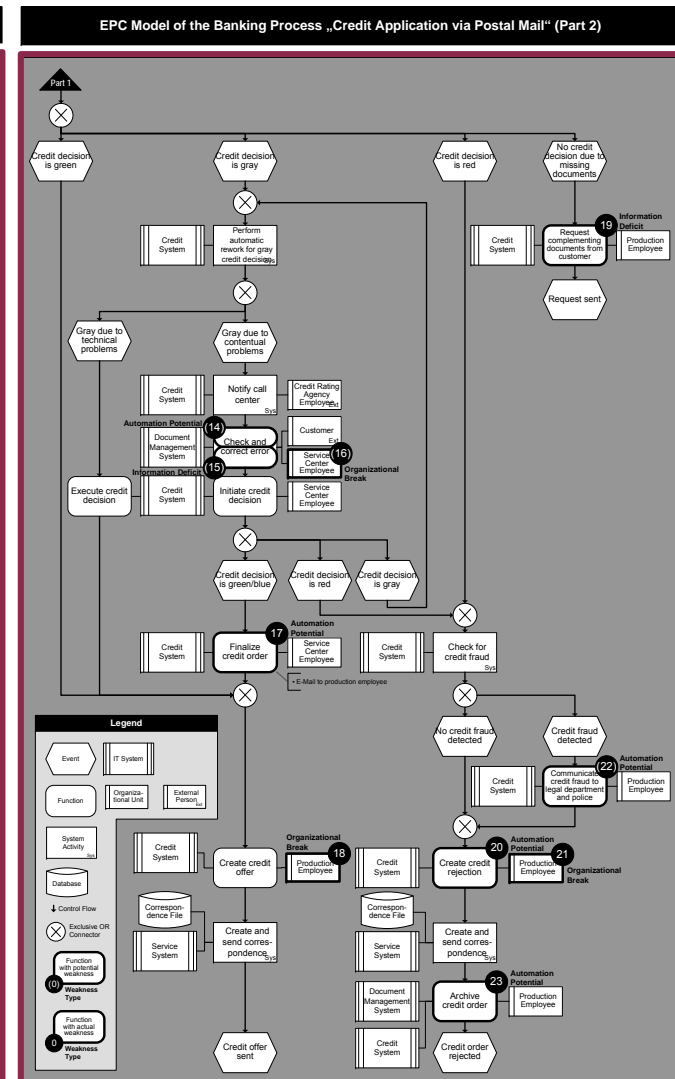 EPC Model of the Banking Process „Credit Application via Postal Mail“ (Part 2)
Part 1
Credit decision
is green
Credit decision
is gray
Credit decision
is red
No credit
decision due to
missing
documents
Credit
System
Perform
automatic
rework for gray
credit decision
Sys
Credit
System
Request
complementing
documents from
customer
19
Information
Deficit
Production
Employee
Request sent
Gray due to
technical
problems
Gray due to
contentual
problems
Credit
System
Notify call
center
Sys
Credit Rating
Agency
Employee
Ext
Automation Potential
(14)
Document
Management
System
Check and
correct error
Customer
Ext
Service
Center
Employee
(16)
Organizational
Break
Information Deficit
(15)
Execute credit
decision
Credit
System
Initiate credit
decision
Service
Center
Employee
Credit decision
is green/blue
Credit decision
is red
Credit decision
is gray
Credit
System
Finalize
credit order
17
Automation
Potential
Service
Center
Employee
• E-Mail to production employee
Credit
System
Check for
credit fraud
Sys
No credit fraud
detected
Credit fraud
detected
Credit
System
Communicate
credit fraud to
legal department
and police
(22)
Automation
Potential
Production
Employee
Legend
Event
IT System
Function
Organiza-
tional Unit
External
Person
Ext
System
Activity
Sys
Database
Control Flow
Exclusive OR
Connector
Function
with potential
weakness
(0)
Weakness
Type
Function
with actual
weakness
0
Weakness
Type
Credit
System
Create credit
offer
Organizational
Break
18
Production
Employee
Correspon-
dence File
Service
System
Create and
send corres-
pondence
Sys
Credit offer
sent
Credit
System
Create credit
rejection
20
Automation
Potential
21
Production
Employee
Organizational
Break
Correspon-
dence File
Service
System
Create and
send corres-
pondence
Sys
Document
Management
System
Credit
System
Archive
credit order
23
Automation
Potential
Production
Employee
Credit order
rejected